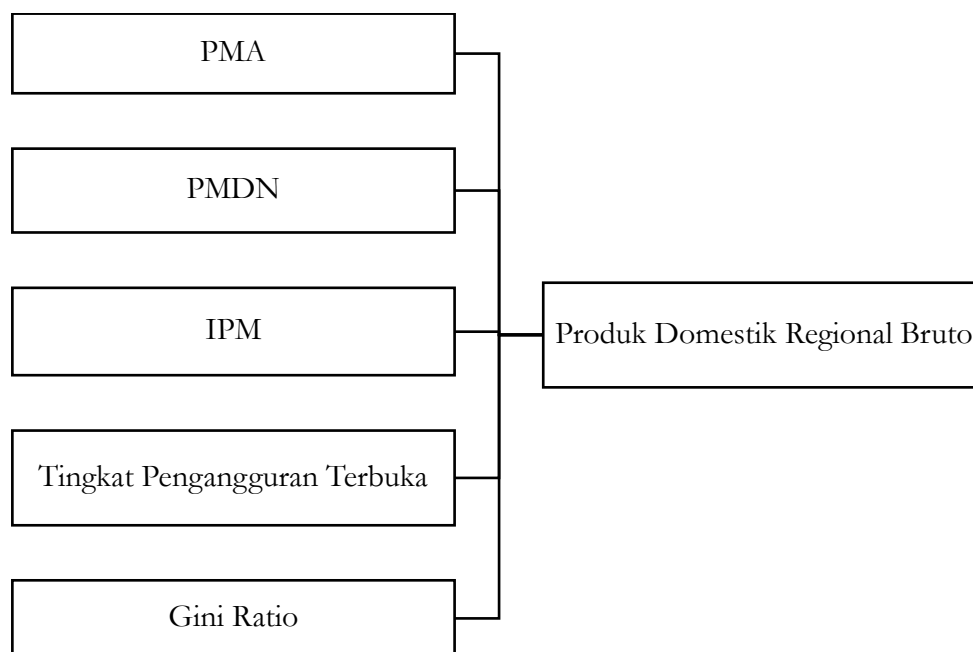 PMA
PMDN
IPM
Produk Domestik Regional Bruto
Tingkat Pengangguran Terbuka
Gini Ratio